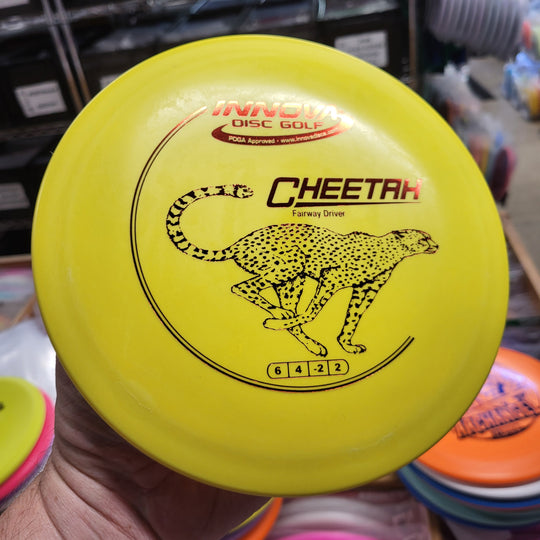 INNOVA
DISC GOLF
PDGA Approved • www.innovadiscs.com
CHEETAH
Fairway Driver
6 4 -2 2